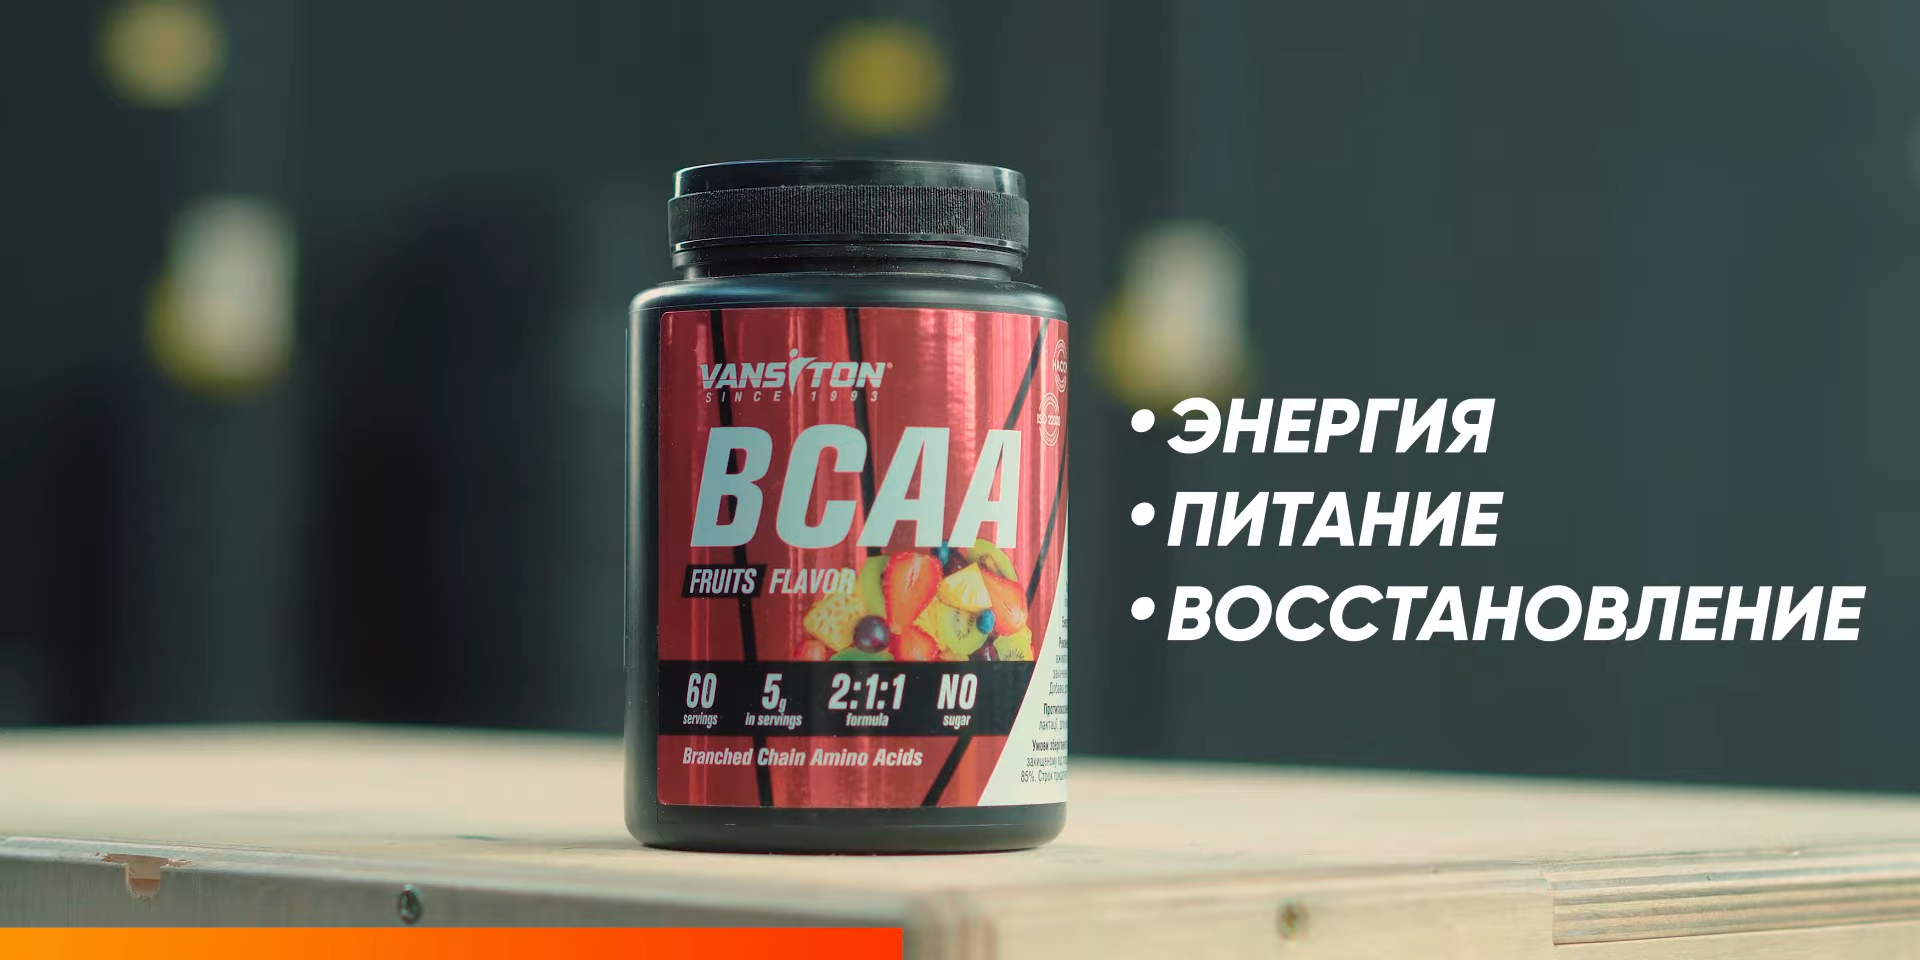 VANSITON
SINCE 1993
BCAA
FRUITS FLAVOR
60 servings
5g in servings
2:1:1 formula
NO sugar
Branched Chain Amino Acids
• ЭНЕРГИЯ
• ПИТАНИЕ
• ВОССТАНОВЛЕНИЕ